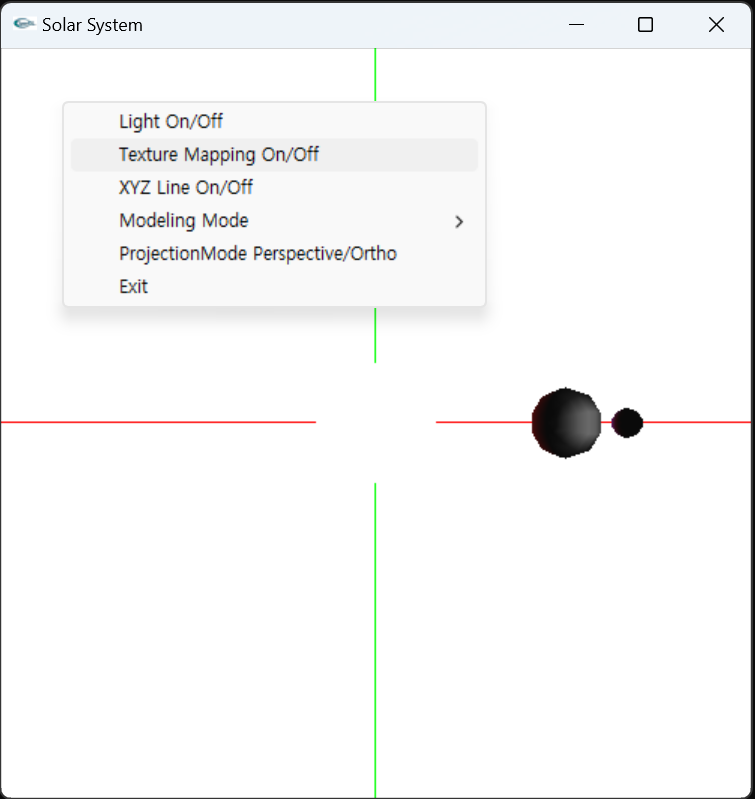 Solar System
Light On/Off
Texture Mapping On/Off
XYZ Line On/Off
Modeling Mode
ProjectionMode Perspective/Ortho
Exit